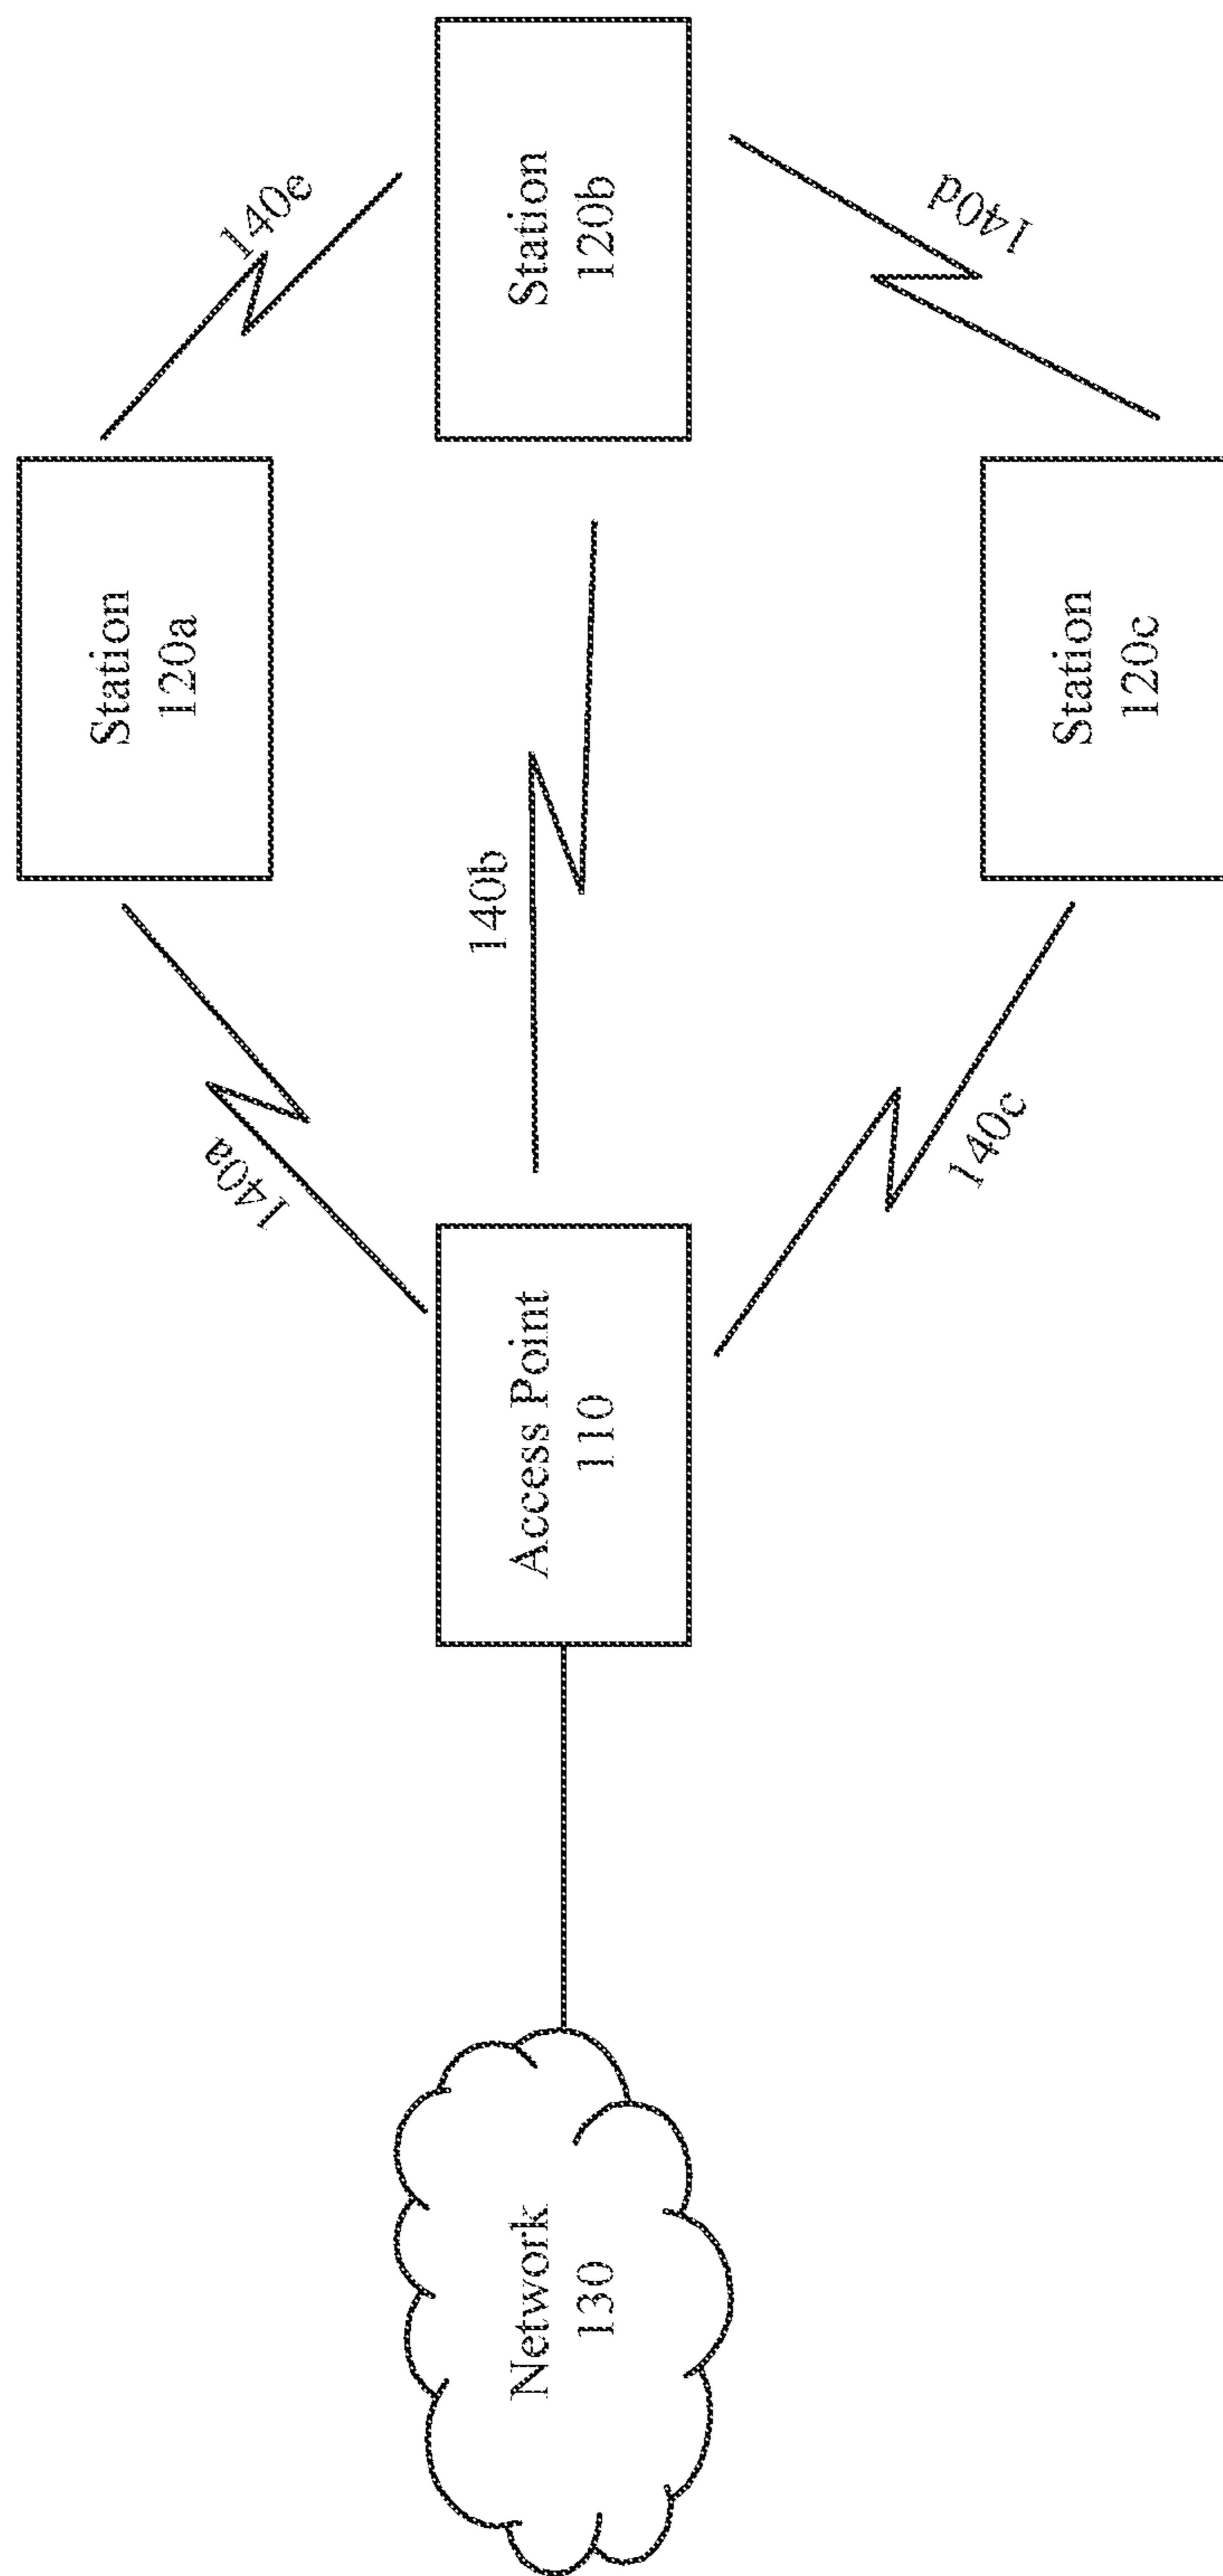 Network
130
Access Point
110
140a
140b
140c
Station
120a
Station
120c
140e
140d
Station
120b